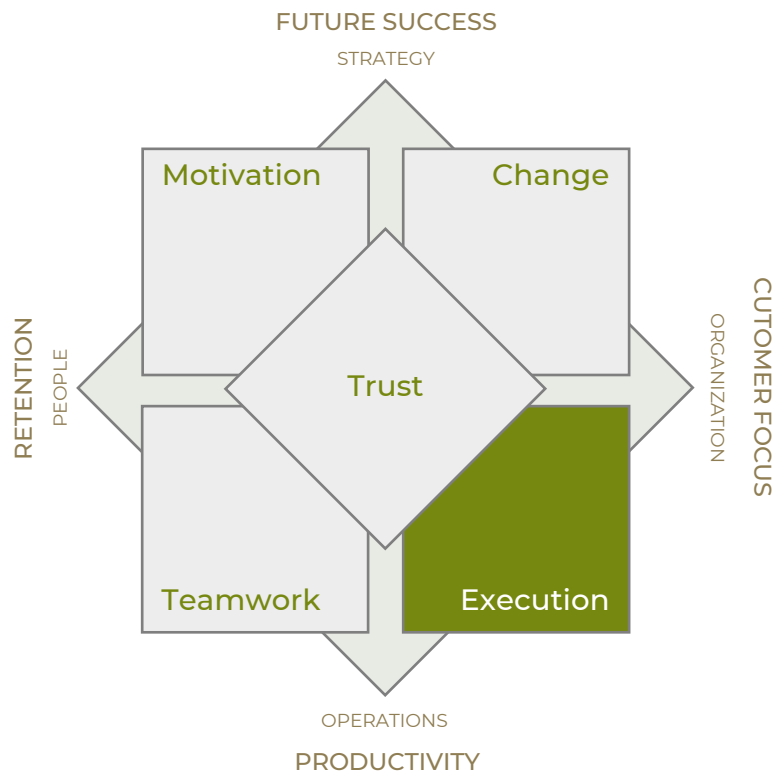 FUTURE SUCCESS
STRATEGY
Motivation
Change
RETENTION
PEOPLE
Trust
ORGANIZATION
CUTOMER FOCUS
Teamwork
Execution
OPERATIONS
PRODUCTIVITY